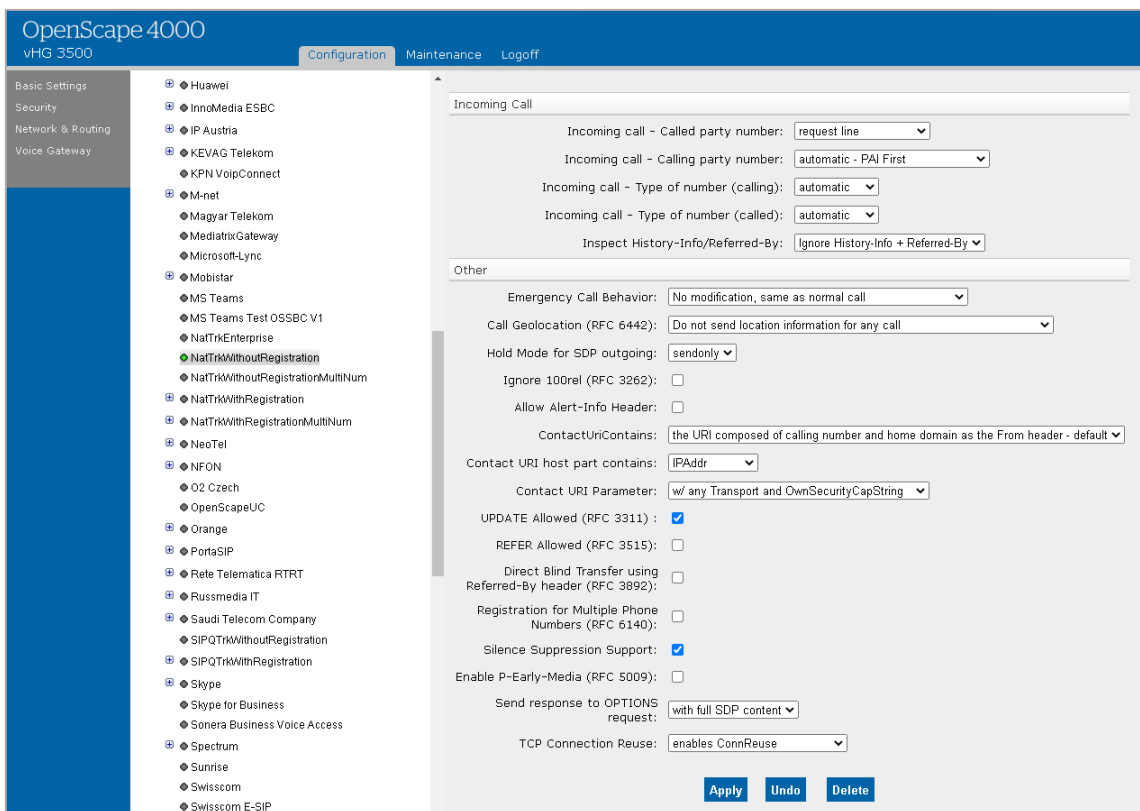 OpenScape 4000
vHG 3500
Configuration Maintenance Logoff
Basic Settings
Security
Network & Routing
Voice Gateway
Huawei
InnoMedia ESBC
IP Austria
KEVAG Telekom
KPN VoipConnect
M-net
Magyar Telekom
MediatrixGateway
Microsoft-Lync
Mobistar
MS Teams
MS Teams Test OSSBC V1
NatTrkEnterprise
NatTrkWithoutRegistration
NatTrkWithoutRegistrationMultiNum
NatTrkWithRegistration
NatTrkWithRegistrationMultiNum
NeoTel
NFON
O2 Czech
OpenScapeUC
Orange
PortaSIP
Rete Telematica RTRT
Russmedia IT
Saudi Telecom Company
SIPQTrkWithoutRegistration
SIPQTrkWithRegistration
Skype
Skype for Business
Sonera Business Voice Access
Spectrum
Sunrise
Swisscom
Swisscom E-SIP
Incoming Call
Incoming call - Called party number: request line
Incoming call - Calling party number: automatic - PAI First
Incoming call - Type of number (calling): automatic
Incoming call - Type of number (called): automatic
Inspect History-Info/Referred-By: Ignore History-Info + Referred-By
Other
Emergency Call Behavior: No modification, same as normal call
Call Geolocation (RFC 6442): Do not send location information for any call
Hold Mode for SDP outgoing: sendonly
Ignore 100rel (RFC 3262):
Allow Alert-Info Header:
ContactUriContains: the URI composed of calling number and home domain as the From header - default
Contact URI host part contains: IPAddr
Contact URI Parameter: w/ any Transport and OwnSecurityCapString
UPDATE Allowed (RFC 3311) :
REFER Allowed (RFC 3515):
Direct Blind Transfer using
Referred-By header (RFC 3892):
Registration for Multiple Phone
Numbers (RFC 6140):
Silence Suppression Support:
Enable P-Early-Media (RFC 5009):
Send response to OPTIONS
request: with full SDP content
TCP Connection Reuse: enables ConnReuse
Apply Undo Delete